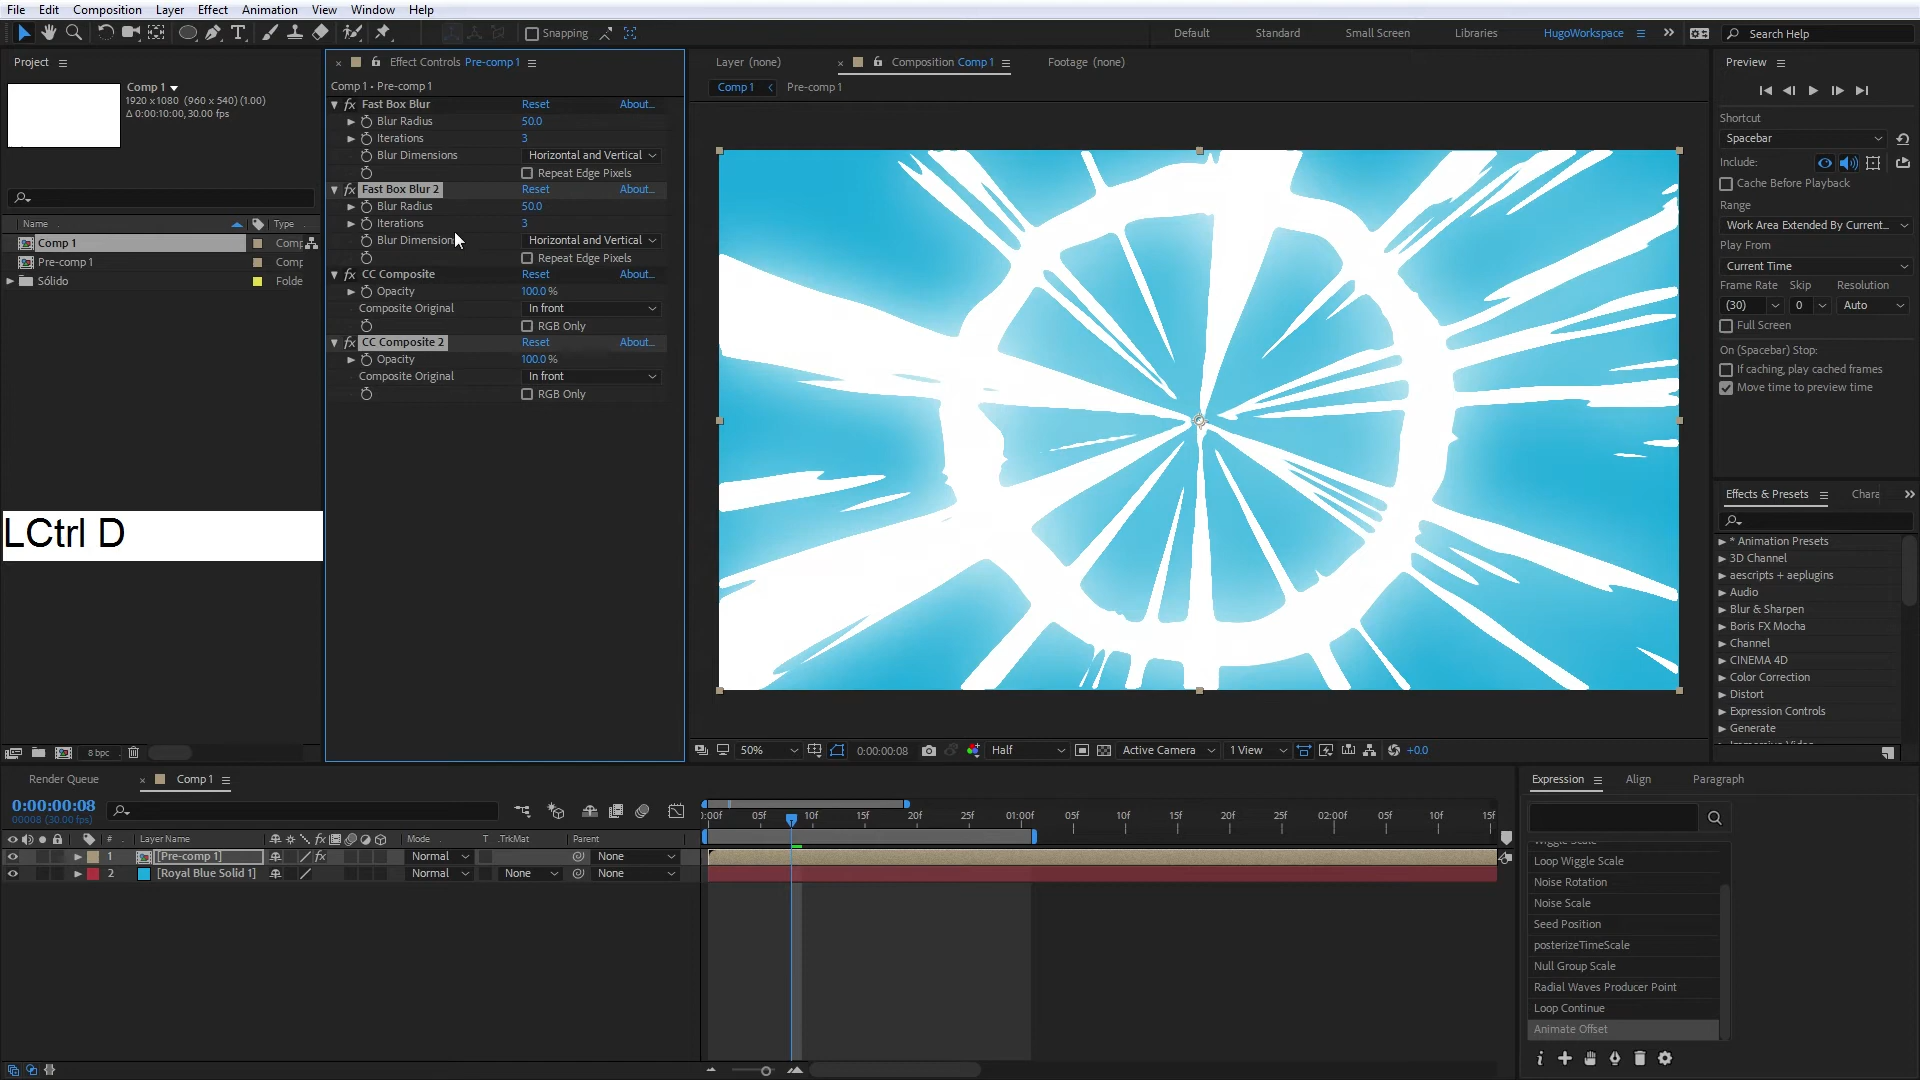 File Edit Composition Layer Effect Animation View Window Help
Snapping
Default Standard Small Screen Libraries HugoWorkspace
Search Help
Project
Comp 1
1920 x1080 (960 x 540) (1.00)
Δ 0:00:10:00, 30.00 fps)
Name Type
Comp 1 Comp
Pre-comp 1 Comp
Sólido Folde
LCtrl D
8 bpc
Effect Controls Pre-comp 1
Comp 1 • Pre-comp 1
fx Fast Box Blur Reset About...
Blur Radius 50.0
Iterations 3
Blur Dimensions Horizontal and Vertical
Repeat Edge Pixels
fx Fast Box Blur 2 Reset About...
Blur Radius 50.0
Iterations 3
Blur Dimension Horizontal and Vertical
Repeat Edge Pixels
fx CC Composite Reset About...
Opacity 100.0 %
Composite Original In front
RGB Only
fx CC Composite 2 Reset About...
Opacity 100.0 %
Composite Original In front
RGB Only
Layer (none) Composition Comp 1 Footage (none)
Comp 1 Pre-comp 1
50% 0:00:00:08 Half Active Camera 1 View +0.0
Preview
Shortcut
Spacebar
Include:
Cache Before Playback
Range
Work Area Extended By Current...
Play From
Current Time
Frame Rate Skip Resolution
(30) 0 Auto
Full Screen
On (Spacebar) Stop:
If caching, play cached frames
Move time to preview time
Effects & Presets Chara
* Animation Presets
3D Channel
aescripts + aeplugins
Audio
Blur & Sharpen
Boris FX Mocha
Channel
CINEMA 4D
Color Correction
Distort
Expression Controls
Generate
Render Queue Comp 1
0:00:00:08
00008 (30.00 fps)
:00f 05f 10f 15f 20f 25f 01:00f 05f 10f 15f 20f 25f 02:00f 05f 10f 15f
# Layer Name Mode T .TrkMat Parent
1 [Pre-comp 1] fx Normal None
2 [Royal Blue Solid 1] Normal None None
Expression Align Paragraph
Wiggle Scale
Loop Wiggle Scale
Noise Rotation
Noise Scale
Seed Position
posterizeTimeScale
Null Group Scale
Radial Waves Producer Point
Loop Continue
Animate Offset